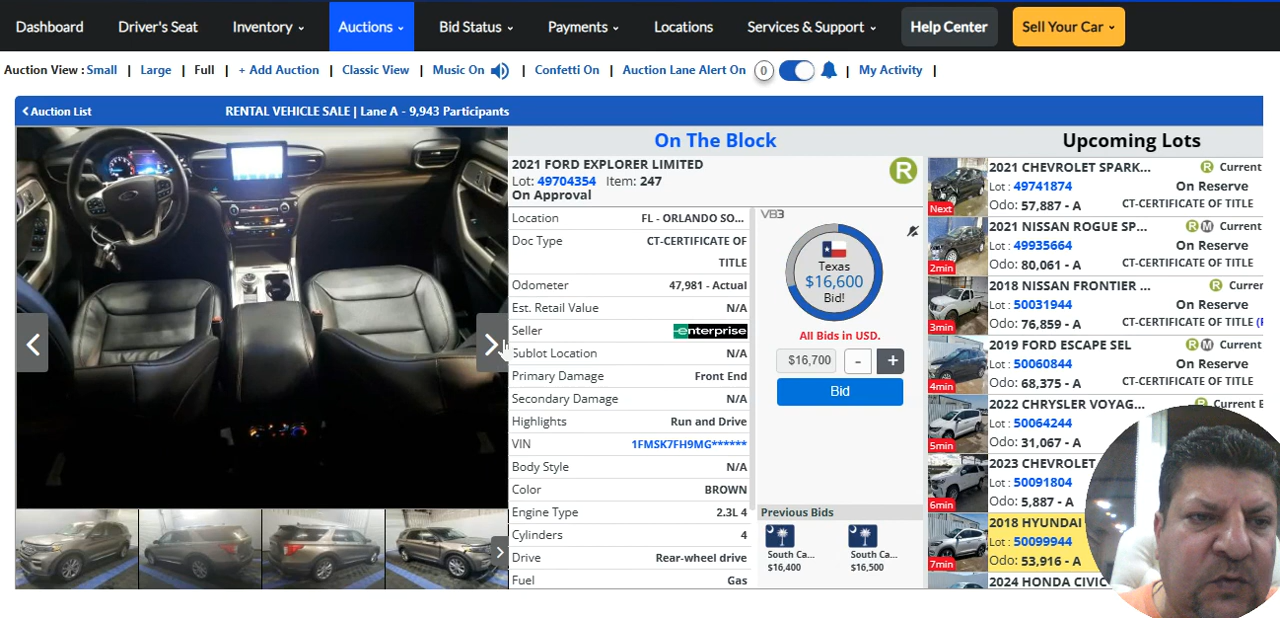 Dashboard Driver's Seat Inventory Auctions Bid Status Payments Locations Services & Support Help Center Sell Your Car
Auction View : Small | Large | Full | + Add Auction | Classic View | Music On | Confetti On | Auction Lane Alert On 0 | My Activity |
Auction List RENTAL VEHICLE SALE | Lane A - 9,943 Participants
On The Block
2021 FORD EXPLORER LIMITED
Lot: 49704354 Item: 247
On Approval
R
Location FL - ORLANDO SO...
Doc Type CT-CERTIFICATE OF
TITLE
Odometer 47,981 - Actual
Est. Retail Value N/A
Seller enterprise
Sublot Location N/A
Primary Damage Front End
Secondary Damage N/A
Highlights Run and Drive
VIN 1FMSK7FH9MG******
Body Style N/A
Color BROWN
Engine Type 2.3L 4
Cylinders 4
Drive Rear-wheel drive
Fuel Gas
VB3
Texas
$16,600
Bid!
All Bids in USD.
$16,700 - +
Bid
Previous Bids
South Ca... South Ca...
$16,400 $16,500
Upcoming Lots
2021 CHEVROLET SPARK... R Current
Lot : 49741874 On Reserve
Next Odo: 57,887 - A CT-CERTIFICATE OF TITLE
2021 NISSAN ROGUE SP... R M Current
Lot : 49935664 On Reserve
2min Odo: 80,061 - A CT-CERTIFICATE OF TITLE
2018 NISSAN FRONTIER ... R Curren
Lot : 50031944 On Reserve
3min Odo: 76,859 - A CT-CERTIFICATE OF TITLE (F
2019 FORD ESCAPE SEL R M Current
Lot : 50060844 On Reserve
4min Odo: 68,375 - A CT-CERTIFICATE OF TITLE
2022 CHRYSLER VOYAG... Current B
Lot : 50064244
5min Odo: 31,067 - A
2023 CHEVROLET
Lot : 50091804
6min Odo: 5,887 - A
2018 HYUNDAI
Lot : 50099944
7min Odo: 53,916 - A
2024 HONDA CIVIC